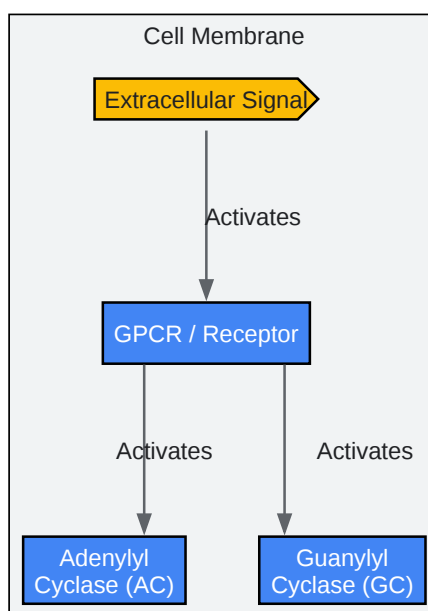 Cell Membrane
Extracellular Signal
Activates
GPCR / Receptor
Activates
Activates
Adenylyl
Cyclase (AC)
Guanylyl
Cyclase (GC)